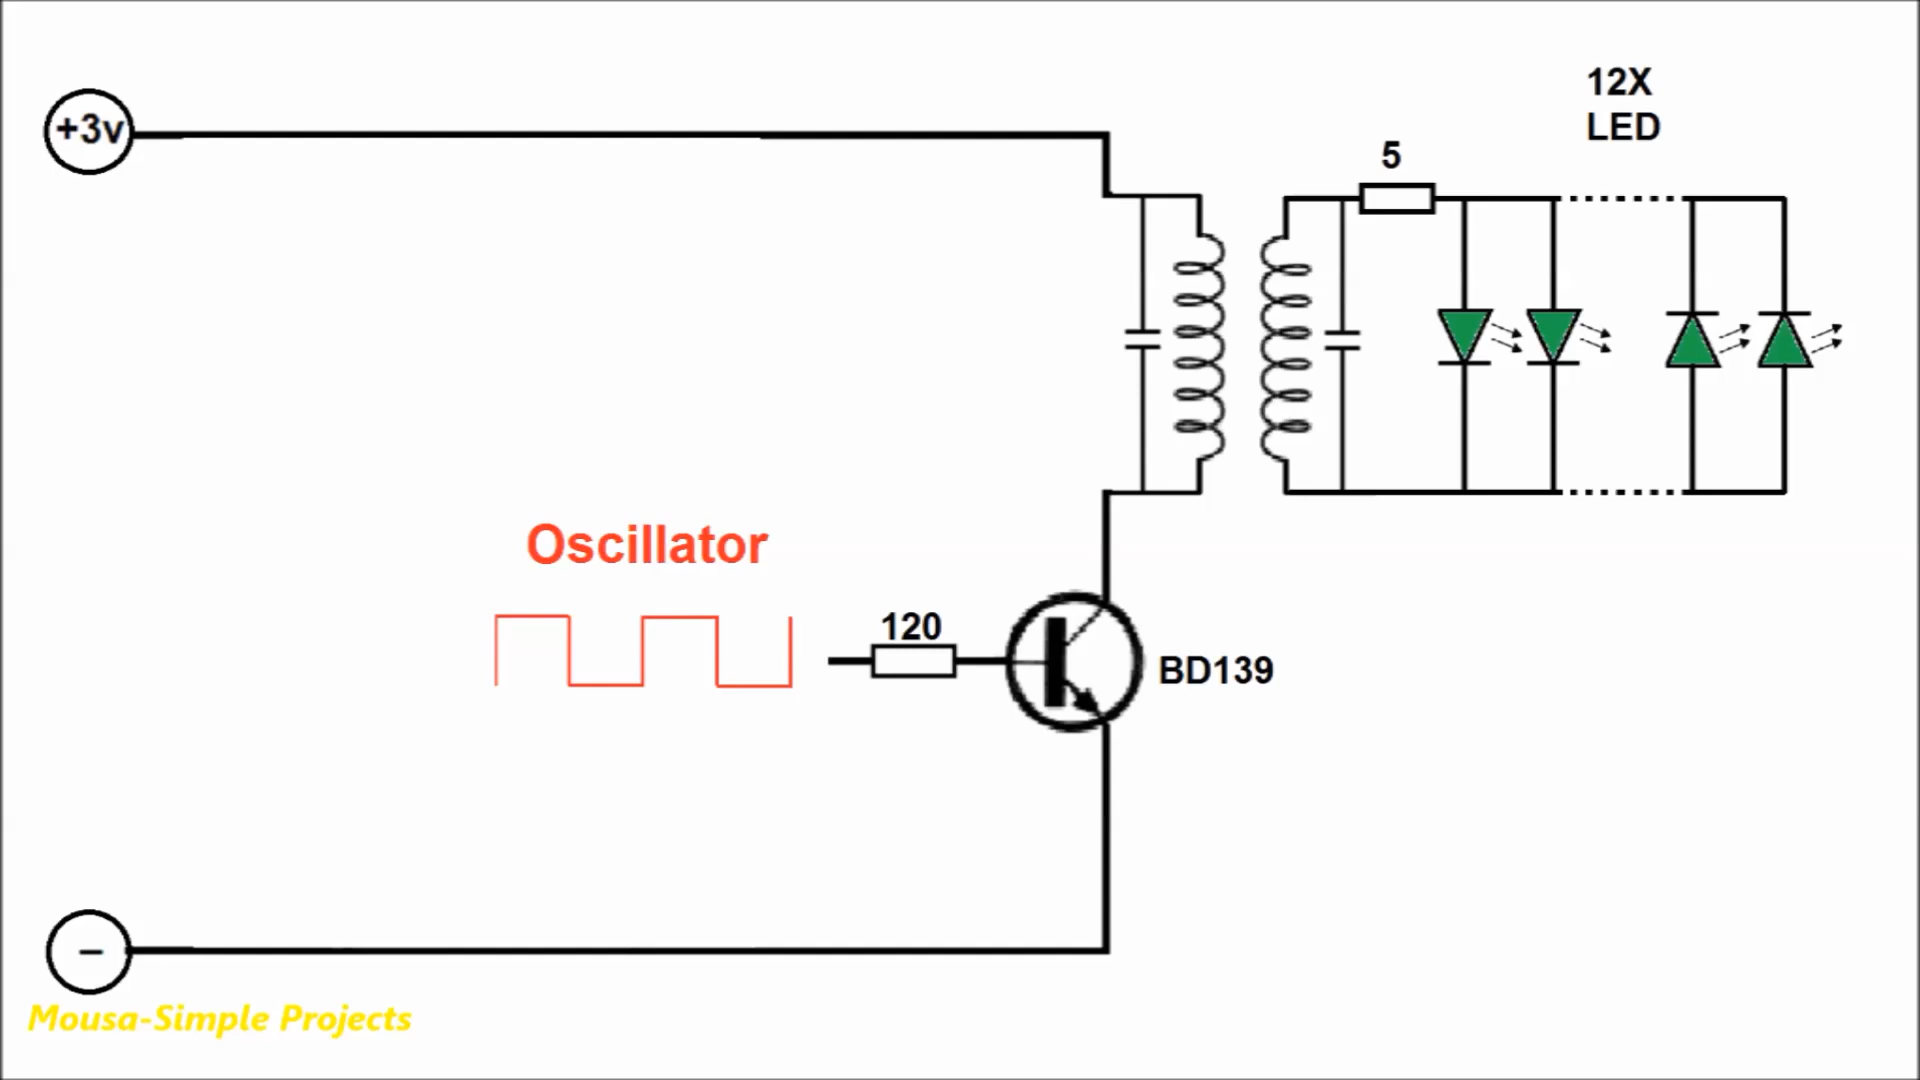 12X
LED
+3v
5
Oscillator
120
BD139
–
Mousa-Simple Projects